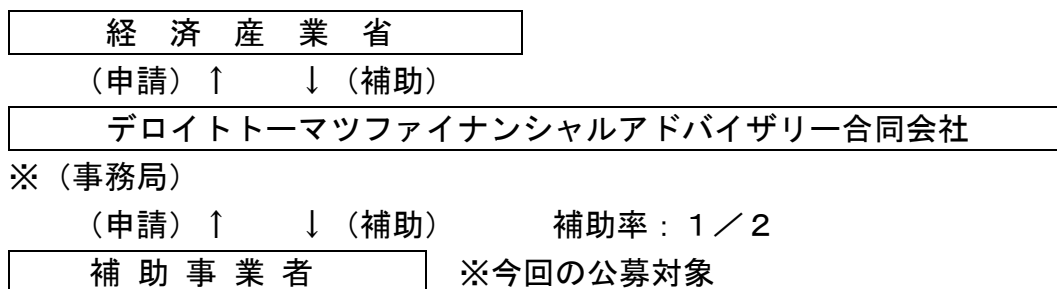 経 済 産 業 省
（申請）↑ ↓（補助）
デロイトトーマツファイナンシャルアドバイザリー合同会社
※（事務局）
（申請）↑ ↓（補助） 補助率：１／２
補 助 事 業 者 ※今回の公募対象